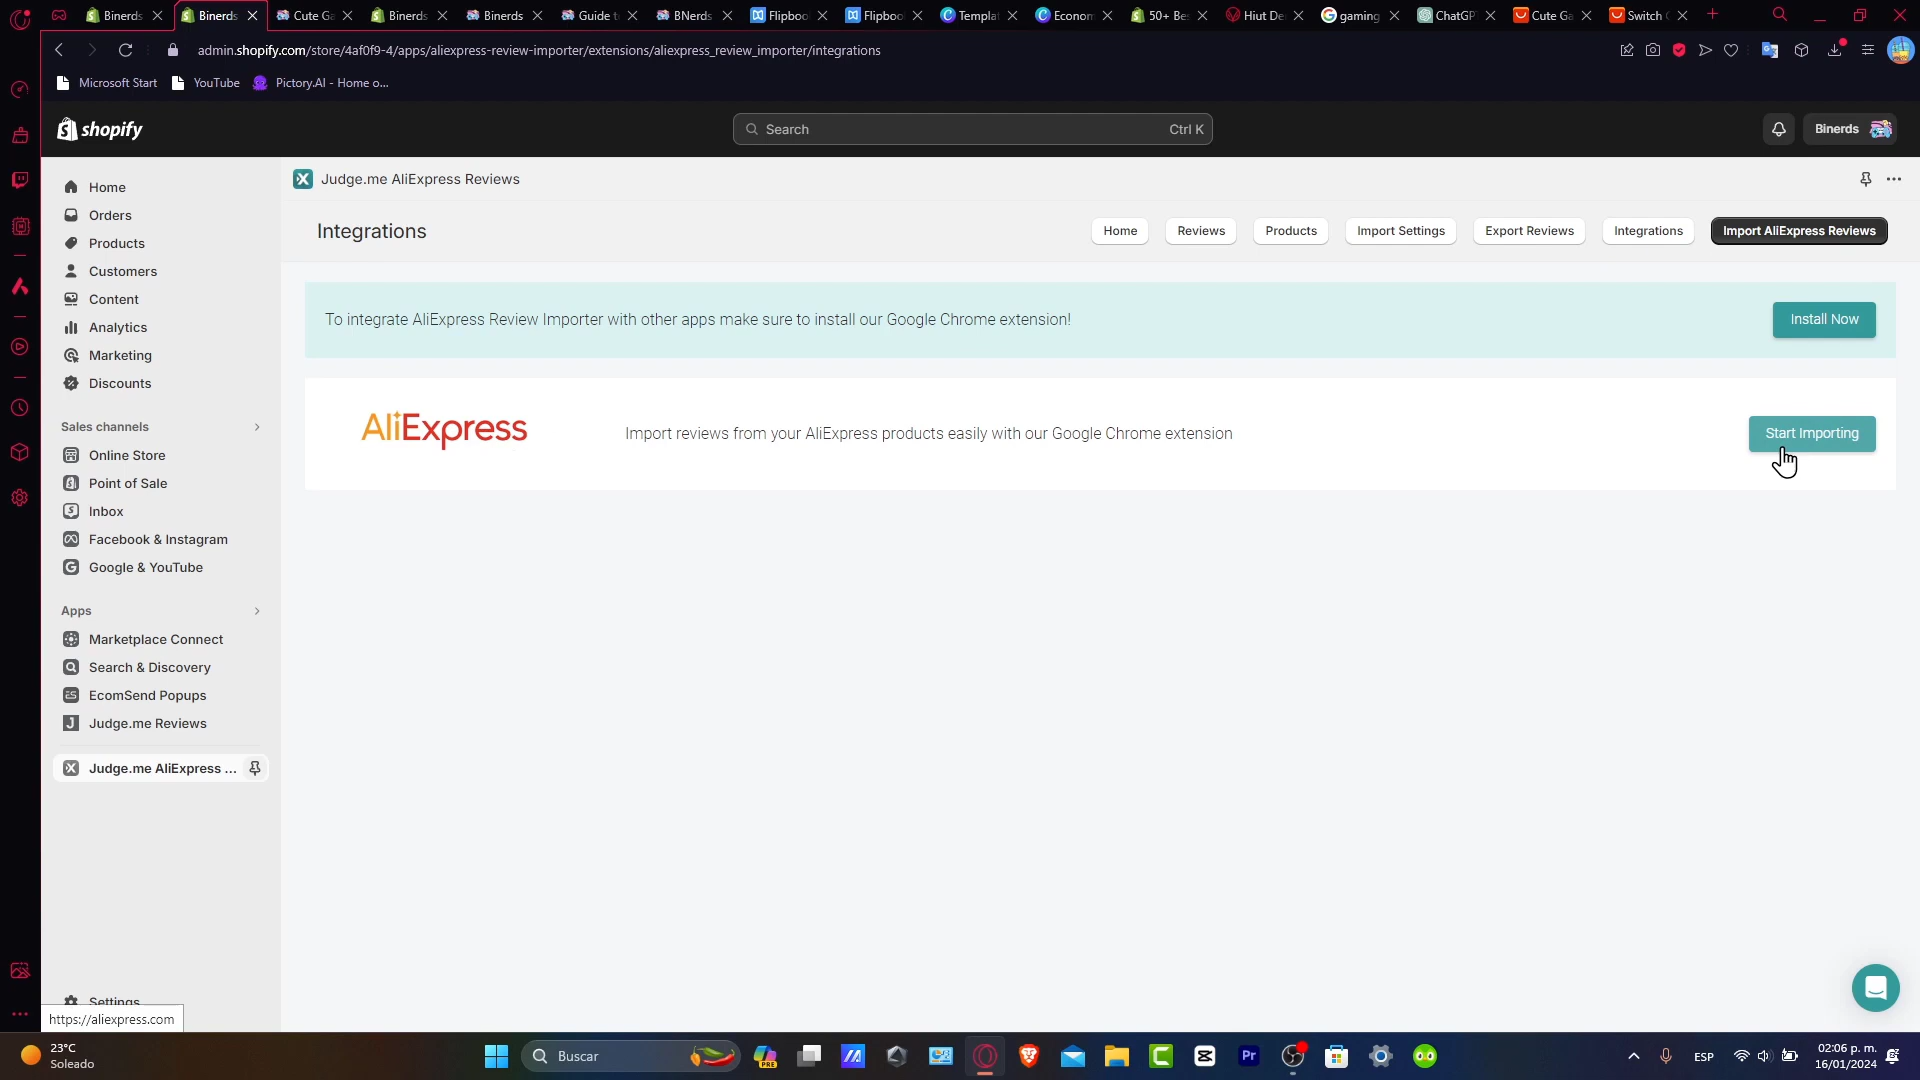 Binerds
Binerds
Cute Ga
Binerds
Binerds
Guide t
BNerds
Flipboo
Flipboo
Templa
Econom
50+ Be
Hiut De
gaming
ChatGP
Cute Ga
Switch
admin.shopify.com/store/4af0f9-4/apps/aliexpress-review-importer/extensions/aliexpress_review_importer/integrations
Microsoft Start
YouTube
Pictory.AI - Home o...
shopify
Search
Ctrl K
Binerds
Home
Orders
Products
Customers
Content
Analytics
Marketing
Discounts
Sales channels
Online Store
Point of Sale
Inbox
Facebook & Instagram
Google & YouTube
Apps
Marketplace Connect
Search & Discovery
EcomSend Popups
Judge.me Reviews
Judge.me AliExpress ...
Settings
https://aliexpress.com
Judge.me AliExpress Reviews
Integrations
Home
Reviews
Products
Import Settings
Export Reviews
Integrations
Import AliExpress Reviews
To integrate AliExpress Review Importer with other apps make sure to install our Google Chrome extension!
Install Now
AliExpress
Import reviews from your AliExpress products easily with our Google Chrome extension
Start Importing
23°C
Soleado
Buscar
PRE
Pr
ESP
02:06 p. m.
16/01/2024